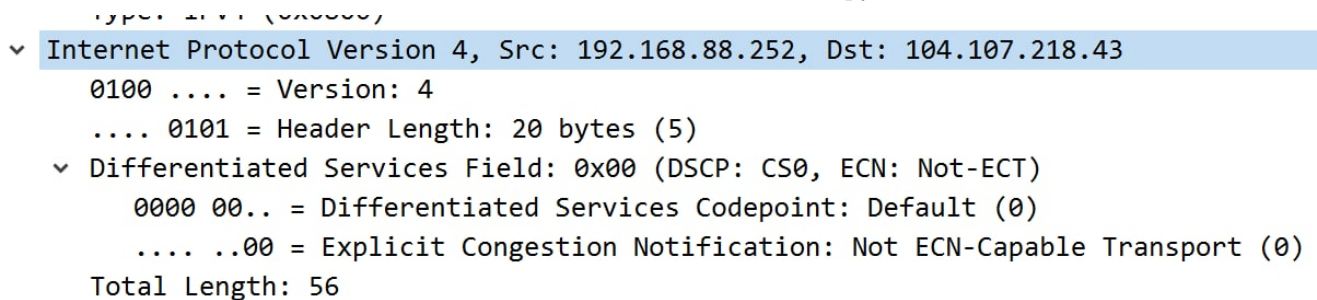 Internet Protocol Version 4, Src: 192.168.88.252, Dst: 104.107.218.43
0100 .... = Version: 4
.... 0101 = Header Length: 20 bytes (5)
Differentiated Services Field: 0x00 (DSCP: CS0, ECN: Not-ECT)
0000 00.. = Differentiated Services Codepoint: Default (0)
.... ..00 = Explicit Congestion Notification: Not ECN-Capable Transport (0)
Total Length: 56